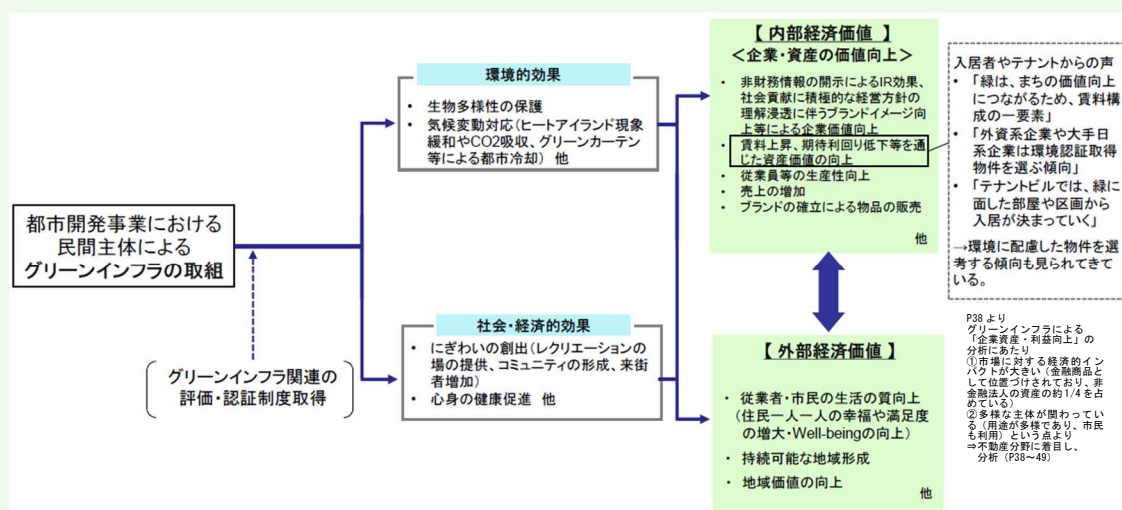 都市開発事業における
民間主体による
グリーンインフラの取組
グリーンインフラ関連の
評価・認証制度取得
環境的効果
・ 生物多様性の保護
・ 気候変動対応(ヒートアイランド現象
緩和やCO2吸収、グリーンカーテン
等による都市冷却) 他
社会・経済的効果
・ にぎわいの創出(レクリエーションの
場の提供、コミュニティの形成、来街
者増加)
・ 心身の健康促進 他
【 内部経済価値 】
<企業・資産の価値向上>
・ 非財務情報の開示によるIR効果、
社会貢献に積極的な経営方針の
理解浸透に伴うブランドイメージ向
上等による企業価値向上
・ 賃料上昇、期待利回り低下等を通
じた資産価値の向上
・ 従業員等の生産性向上
・ 売上の増加
・ ブランドの確立による物品の販売
他
【 外部経済価値 】
・ 従業者・市民の生活の質向上
(住民一人一人の幸福や満足度
の増大・Well-beingの向上)
・ 持続可能な地域形成
・ 地域価値の向上
他
入居者やテナントからの声
・ 「緑は、まちの価値向上
につながるため、賃料構
成の一要素」
・ 「外資系企業や大手日
系企業は環境認証取得
物件を選ぶ傾向」
・ 「テナントビルでは、緑に
面した部屋や区画から
入居が決まっていく」
→環境に配慮した物件を選
考する傾向も見られてきて
いる。
P38 より
グリーンインフラによる
「企業資産・利益向上」の
分析にあたり
①市場に対する経済的イン
パクトが大きい(金融商品と
して位置づけされており、非
金融法人の資産の約1/4を占
めている)
②多様な主体が関わってい
る(用途が多様であり、市民
も利用)という点より
⇒不動産分野に着目し、
分析(P38~49)